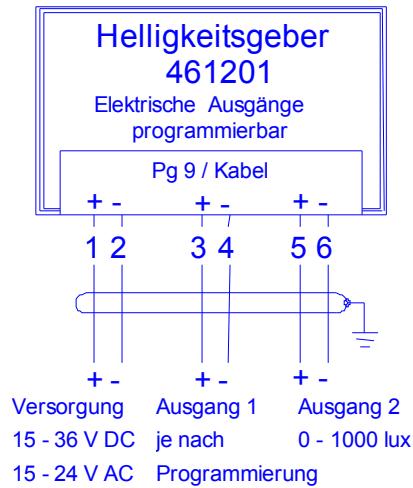 Helligkeitsgeber
461201
Elektrische Ausgänge
programmierbar
Pg 9 / Kabel
+ - + - + -
1 2 3 4 5 6
+ - + - + -
Versorgung Ausgang 1 Ausgang 2
15 - 36 V DC je nach 0 - 1000 lux
15 - 24 V AC Programmierung